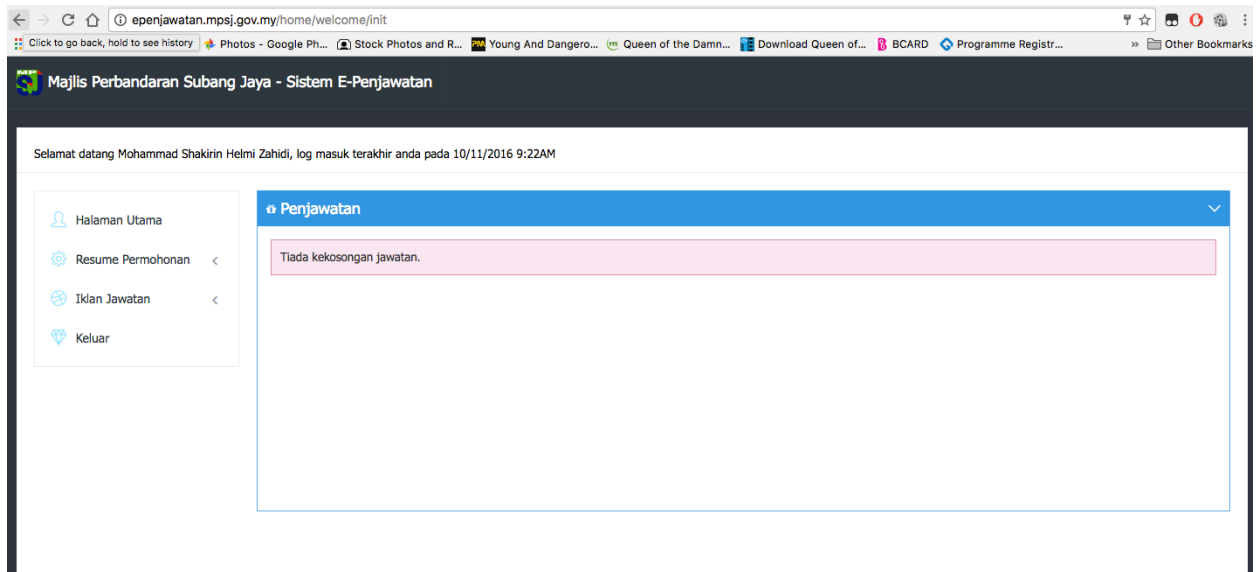 epenjawatan.mpsj.gov.my/home/welcome/init
Click to go back, hold to see history Photos - Google Ph... Stock Photos and R... Young And Dangero... Queen of the Damn... Download Queen of... BCARD Programme Registr... » Other Bookmarks
Majlis Perbandaran Subang Jaya - Sistem E-Penjawatan
Selamat datang Mohammad Shakirin Helmi Zahidi, log masuk terakhir anda pada 10/11/2016 9:22AM
Halaman Utama
Resume Permohonan
Iklan Jawatan
Keluar
Penjawatan
Tiada kekosongan jawatan.